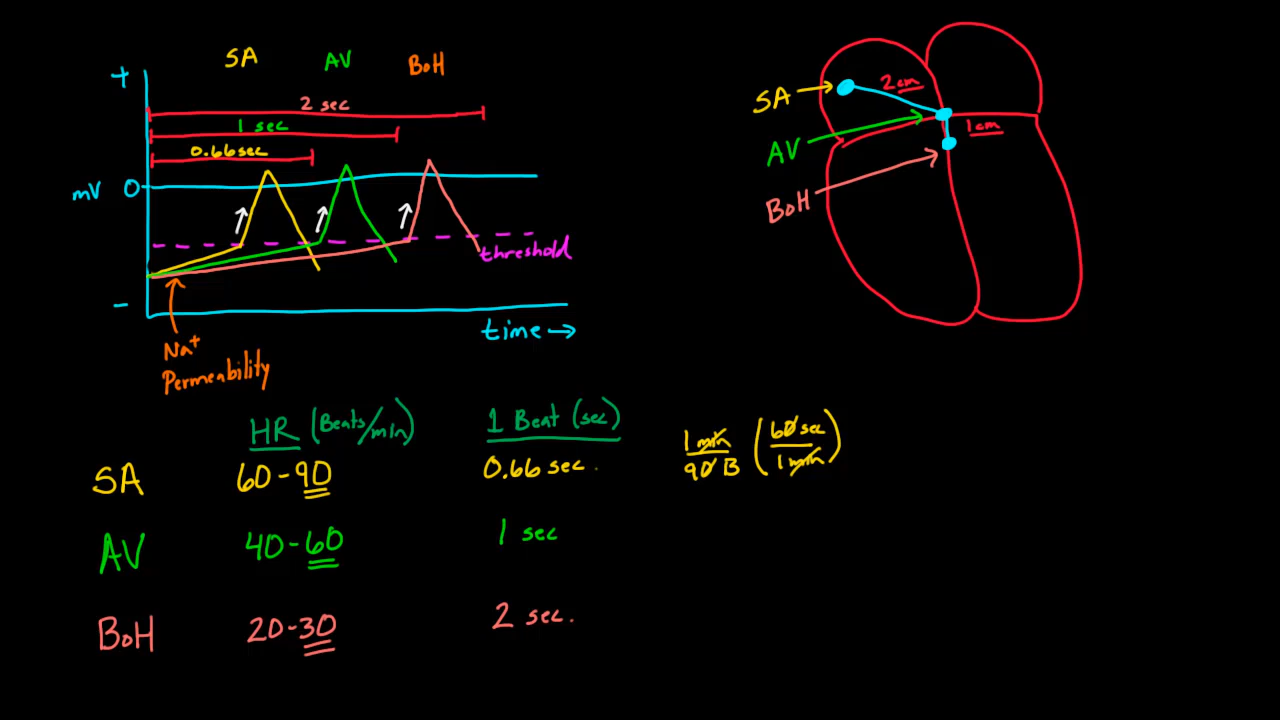 SA AV BOH
+
2 sec
1 sec
0.66sec
mV 0
threshold
-
time →
Na+
Permeability
SA
AV
BOH
2cm
1cm
HR (Beats/min) 1 Beat (sec)
SA 60-90 0.66 sec. 1 min/90 B (60 sec/1 min)
AV 40-60 1 sec
BOH 20-30 2 sec.